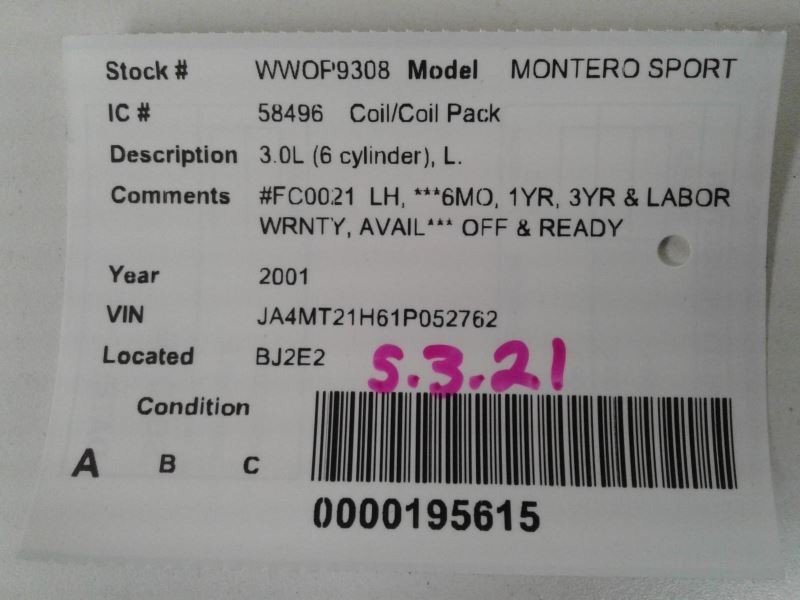 Stock # WWOP9308 Model MONTERO SPORT
IC # 58496 Coil/Coil Pack
Description 3.0L (6 cylinder), L.
Comments #FC0021 LH, ***6MO, 1YR, 3YR & LABOR
WRNTY, AVAIL*** OFF & READY
Year 2001
VIN JA4MT21H61P052762
Located BJ2E2 5.3.21
Condition
A B C
0000195615